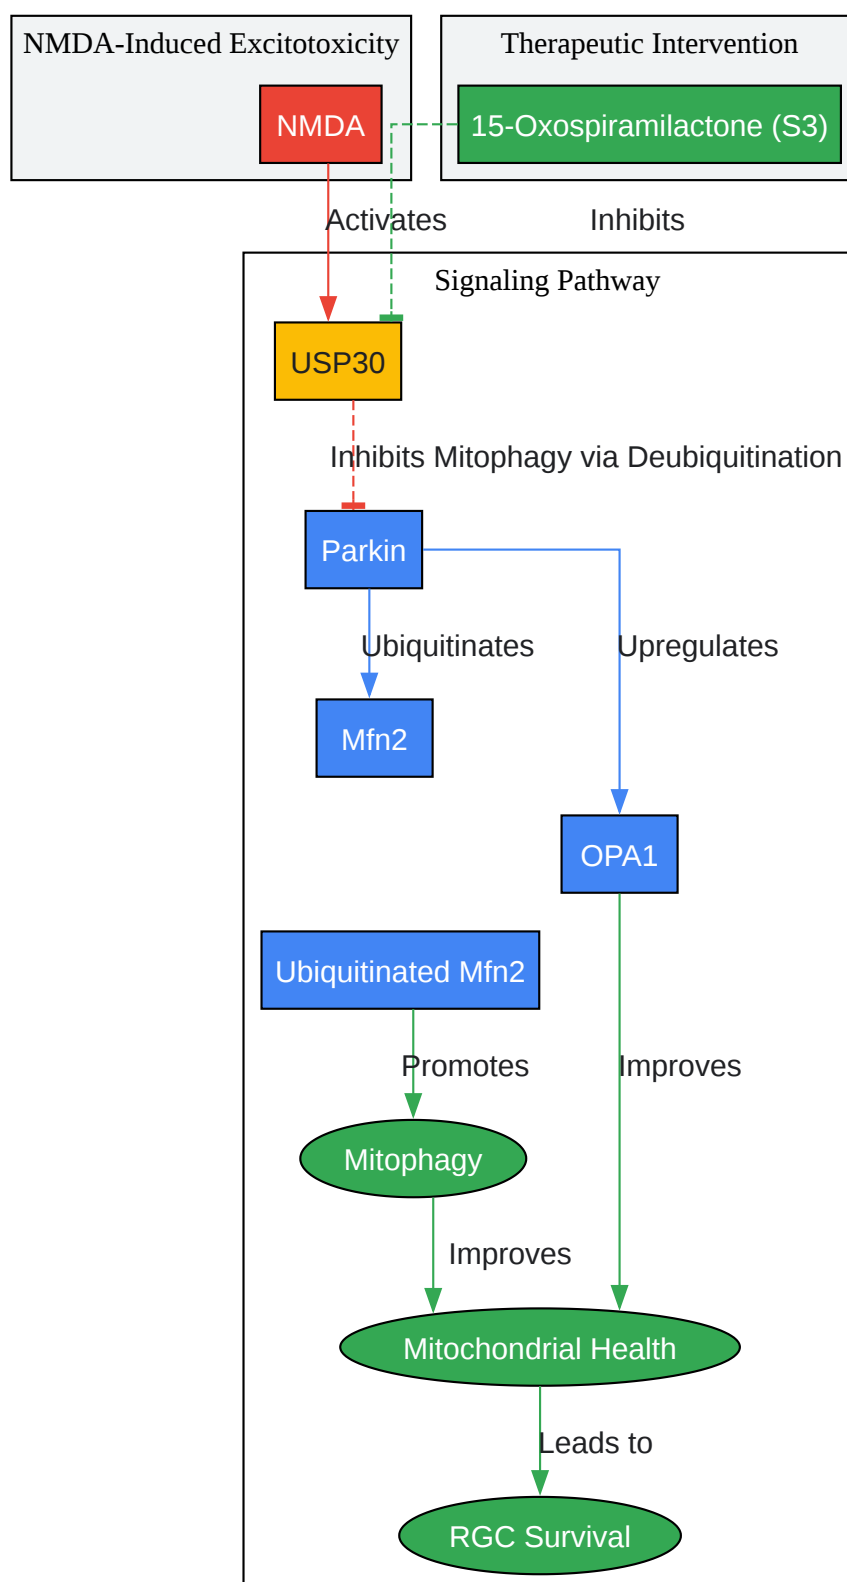 NMDA-Induced Excitotoxicity
Therapeutic Intervention
NMDA
15-Oxospiramilactone (S3)
Activates
Inhibits
Signaling Pathway
USP30
Inhibits Mitophagy via Deubiquitination
Parkin
Ubiquitinates
Upregulates
Mfn2
OPA1
Ubiquitinated Mfn2
Promotes
Improves
Mitophagy
Improves
Mitochondrial Health
Leads to
RGC Survival